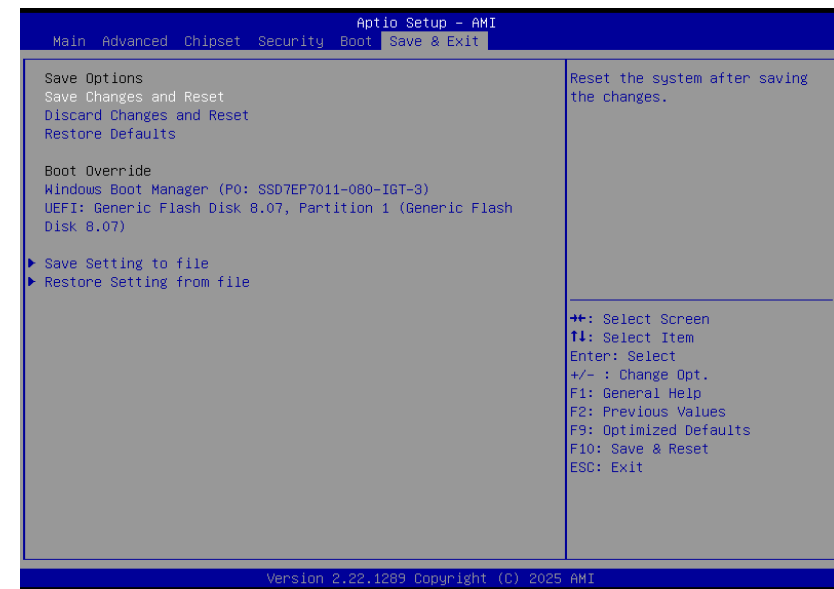 Aptio Setup – AMI
Main Advanced Chipset Security Boot Save & Exit
Save Options
Save Changes and Reset
Discard Changes and Reset
Restore Defaults
Boot Override
Windows Boot Manager (P0: SSD7EP7011-080-IGT-3)
UEFI: Generic Flash Disk 8.07, Partition 1 (Generic Flash
Disk 8.07)
Save Setting to file
Restore Setting from file
Reset the system after saving
the changes.
→←: Select Screen
↑↓: Select Item
Enter: Select
+/- : Change Opt.
F1: General Help
F2: Previous Values
F9: Optimized Defaults
F10: Save & Reset
ESC: Exit
Version 2.22.1289 Copyright (C) 2025 AMI